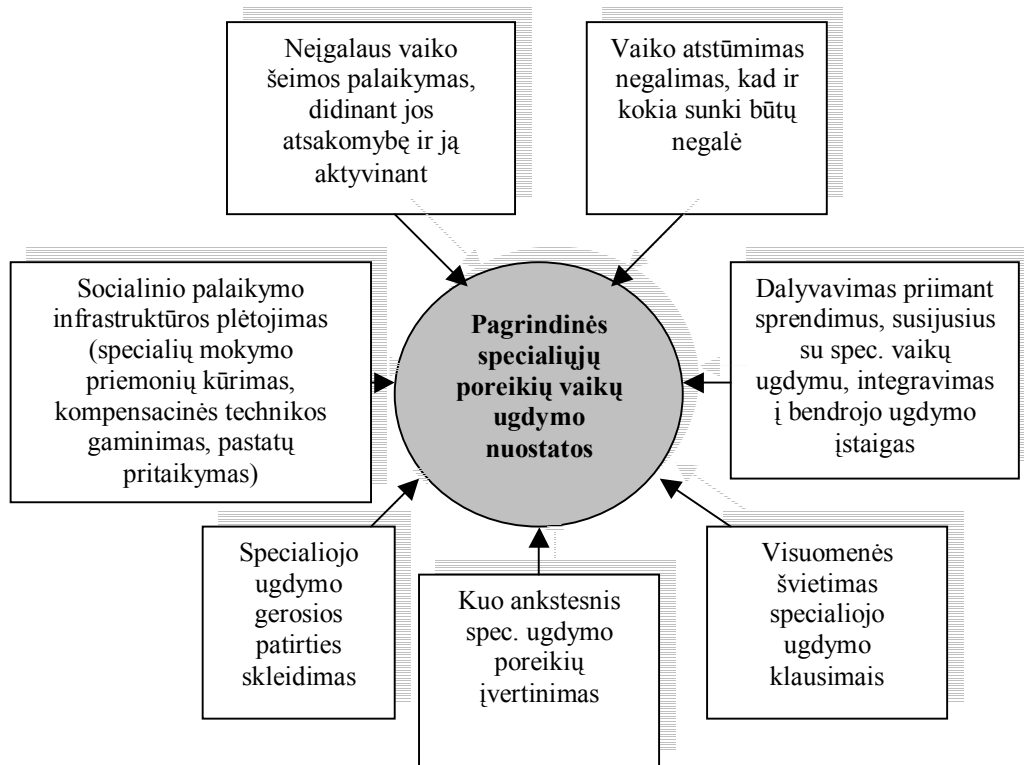 Neįgalaus vaiko
šeimos palaikymas,
didinant jos
atsakomybę ir ją
aktyvinant
Vaiko atstūmimas
negalimas, kad ir
kokia sunki būtų
negalė
Socialinio palaikymo
infrastruktūros plėtojimas
(specialių mokymo
priemonių kūrimas,
kompensacinės technikos
gaminimas, pastatų
pritaikymas)
Pagrindinės
specialiųjų
poreikių vaikų
ugdymo
nuostatos
Dalyvavimas priimant
sprendimus, susijusius
su spec. vaikų
ugdymu, integravimas
į bendrojo ugdymo
įstaigas
Specialiojo
ugdymo
gerosios
patirties
skleidimas
Kuo ankstesnis
spec. ugdymo
poreikių
įvertinimas
Visuomenės
švietimas
specialiojo
ugdymo
klausimais